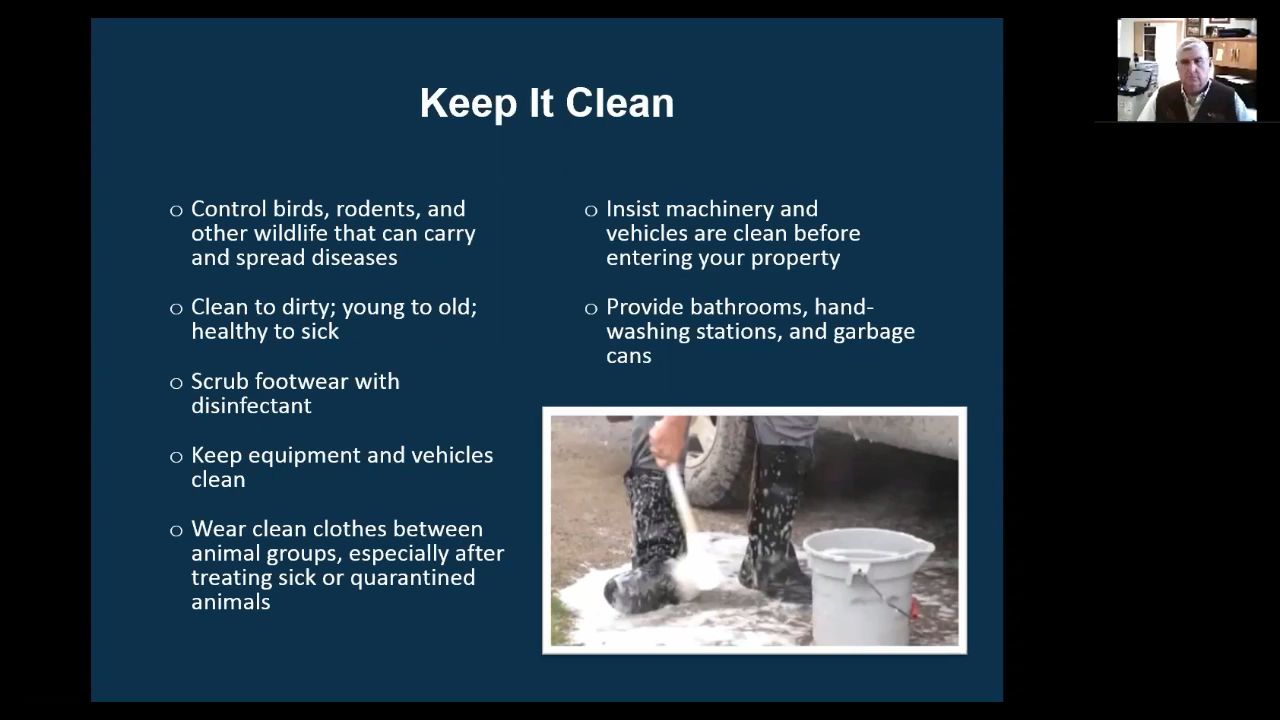 Keep It Clean
o Control birds, rodents, and
other wildlife that can carry
and spread diseases
o Clean to dirty; young to old;
healthy to sick
o Scrub footwear with
disinfectant
o Keep equipment and vehicles
clean
o Wear clean clothes between
animal groups, especially after
treating sick or quarantined
animals
o Insist machinery and
vehicles are clean before
entering your property
o Provide bathrooms, hand-
washing stations, and garbage
cans